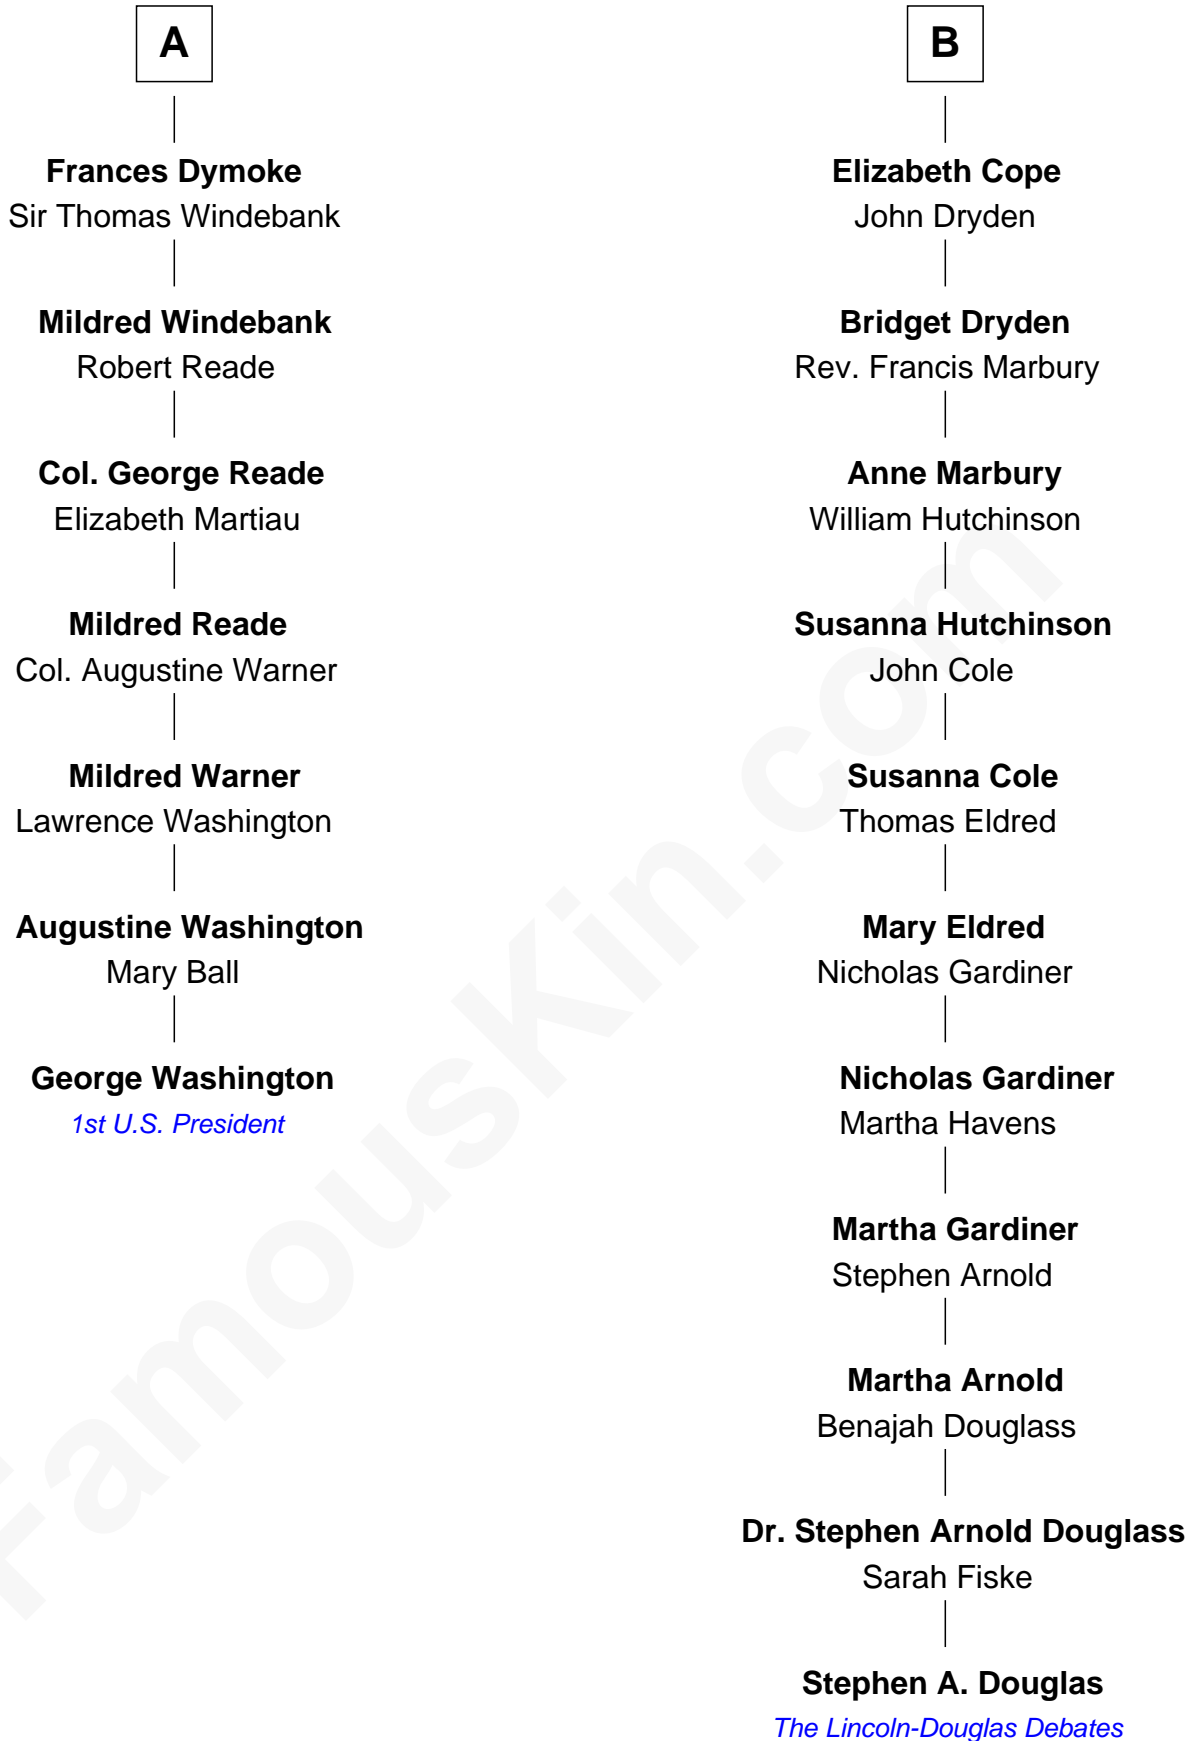 A
Frances Dymoke
Sir Thomas Windebank
Mildred Windebank
Robert Reade
Col. George Reade
Elizabeth Martiau
Mildred Reade
Col. Augustine Warner
Mildred Warner
Lawrence Washington
Augustine Washington
Mary Ball
George Washington
1st U.S. President
B
Elizabeth Cope
John Dryden
Bridget Dryden
Rev. Francis Marbury
Anne Marbury
William Hutchinson
Susanna Hutchinson
John Cole
Susanna Cole
Thomas Eldred
Mary Eldred
Nicholas Gardiner
Nicholas Gardiner
Martha Havens
Martha Gardiner
Stephen Arnold
Martha Arnold
Benajah Douglass
Dr. Stephen Arnold Douglass
Sarah Fiske
Stephen A. Douglas
The Lincoln-Douglas Debates
FamousKin.com